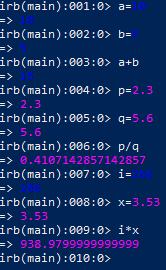 irb(main):001:0> a=10
=> 10
irb(main):002:0> b=5
=> 5
irb(main):003:0> a+b
=> 15
irb(main):004:0> p=2.3
=> 2.3
irb(main):005:0> q=5.6
=> 5.6
irb(main):006:0> p/q
=> 0.4107142857142857
irb(main):007:0> i=266
=> 266
irb(main):008:0> x=3.53
=> 3.53
irb(main):009:0> i*x
=> 938.9799999999999
irb(main):010:0>